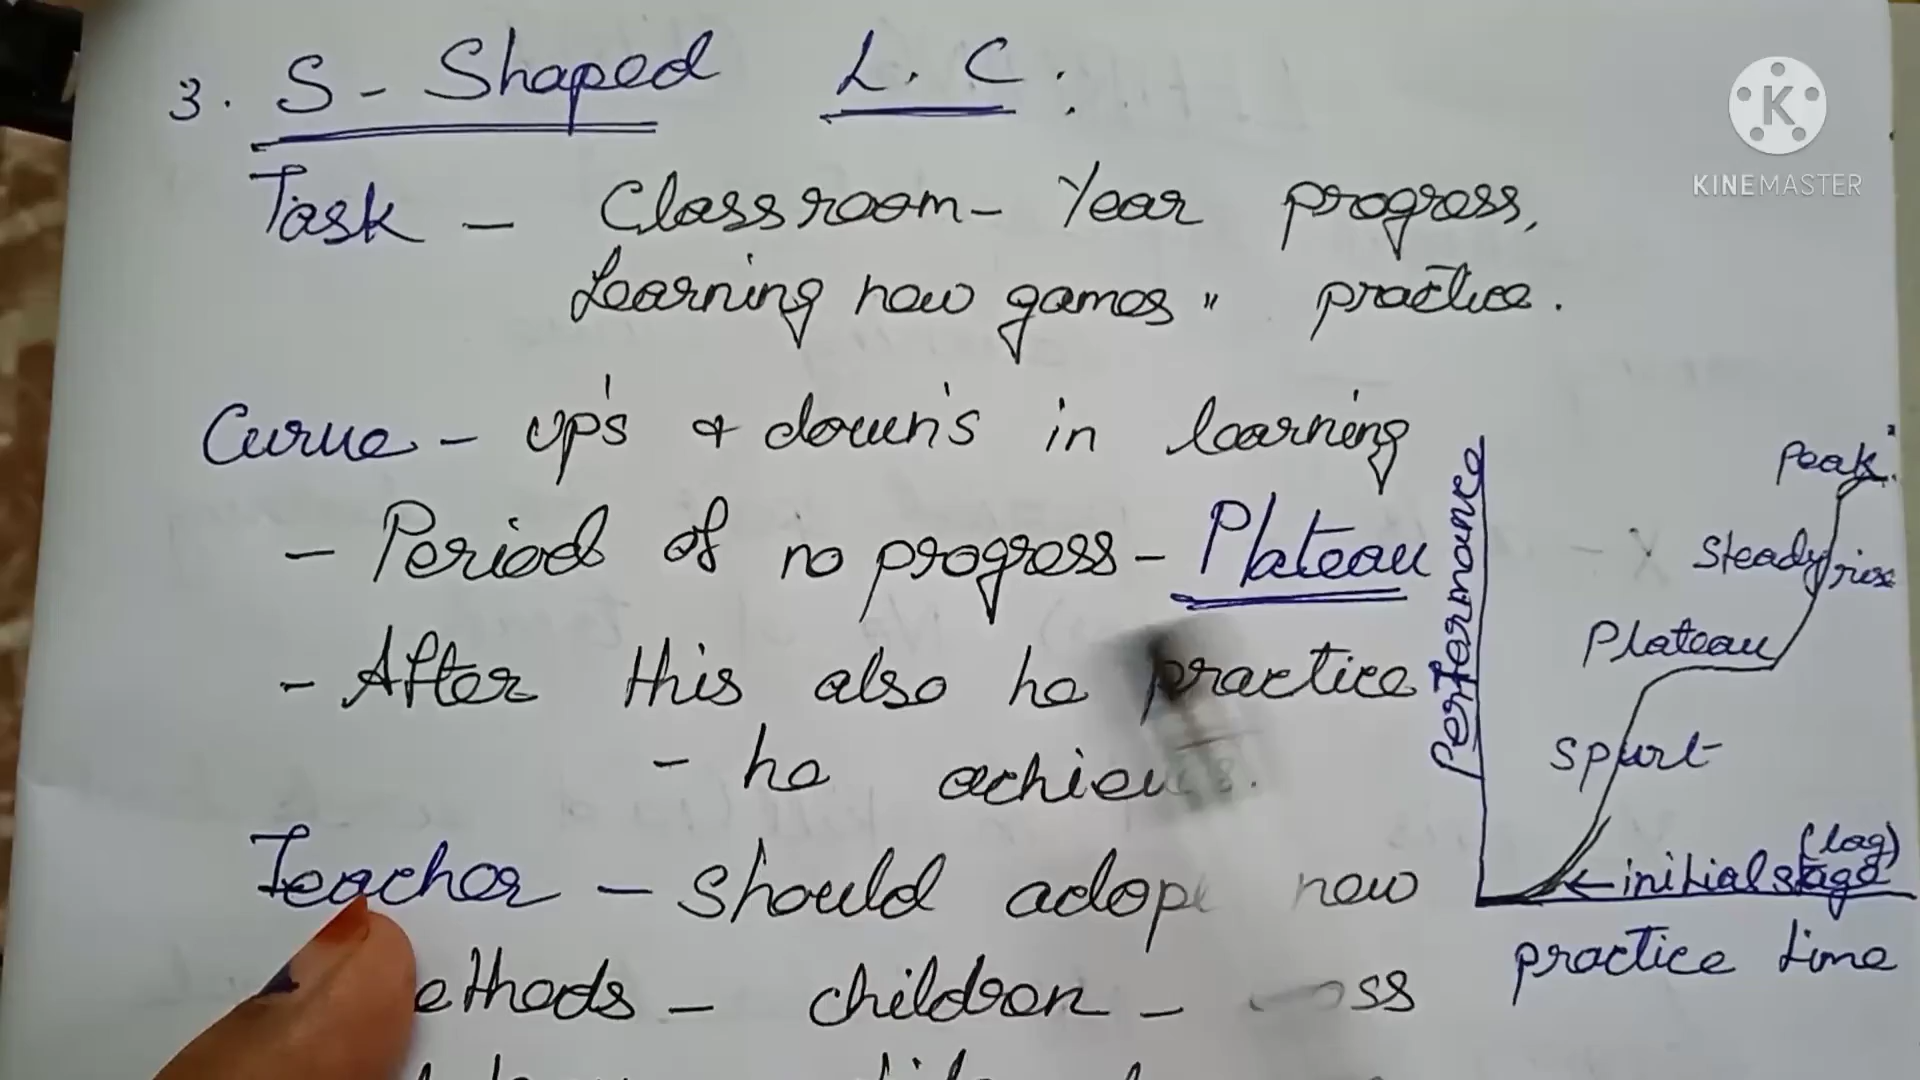 3. S - Shaped L. C :
Task - Classroom - Year progress,
Learning new games " practice.
Curve - up's & down's in learning
- Period of no progress - Plateau
- After this also he practice
- he
Teacher - Should adopt new
ethods - children -
Performance
Peak
Steady rise
Plateau
Spurt
(lag)
← initial stage
practice time
K
KINEMASTER